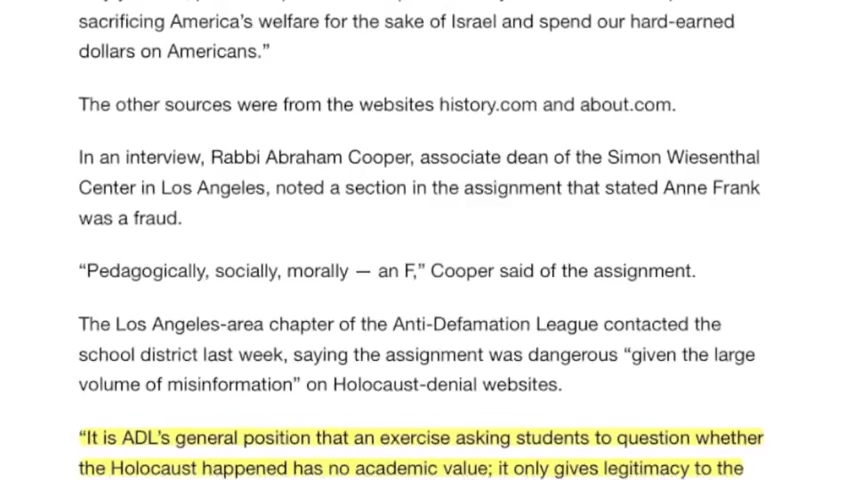 sacrificing America's welfare for the sake of Israel and spend our hard-earned
dollars on Americans.”
The other sources were from the websites history.com and about.com.
In an interview, Rabbi Abraham Cooper, associate dean of the Simon Wiesenthal
Center in Los Angeles, noted a section in the assignment that stated Anne Frank
was a fraud.
“Pedagogically, socially, morally — an F,” Cooper said of the assignment.
The Los Angeles-area chapter of the Anti-Defamation League contacted the
school district last week, saying the assignment was dangerous “given the large
volume of misinformation” on Holocaust-denial websites.
“It is ADL's general position that an exercise asking students to question whether
the Holocaust happened has no academic value; it only gives legitimacy to the